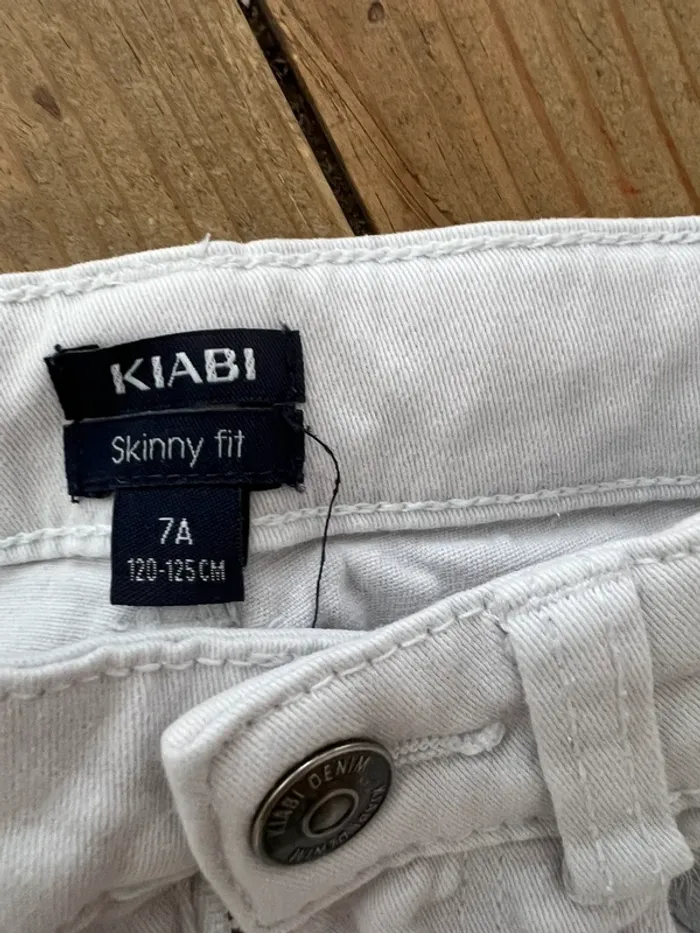 KIABI
Skinny fit
7A
120-125 CM
KIABI DENIM